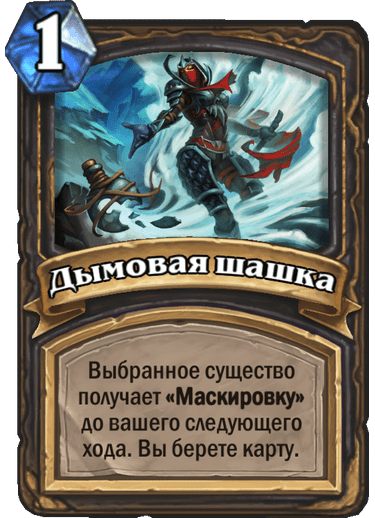 1
Дымовая шашка
Выбранное существо
получает «Маскировку»
до вашего следующего
хода. Вы берете карту.